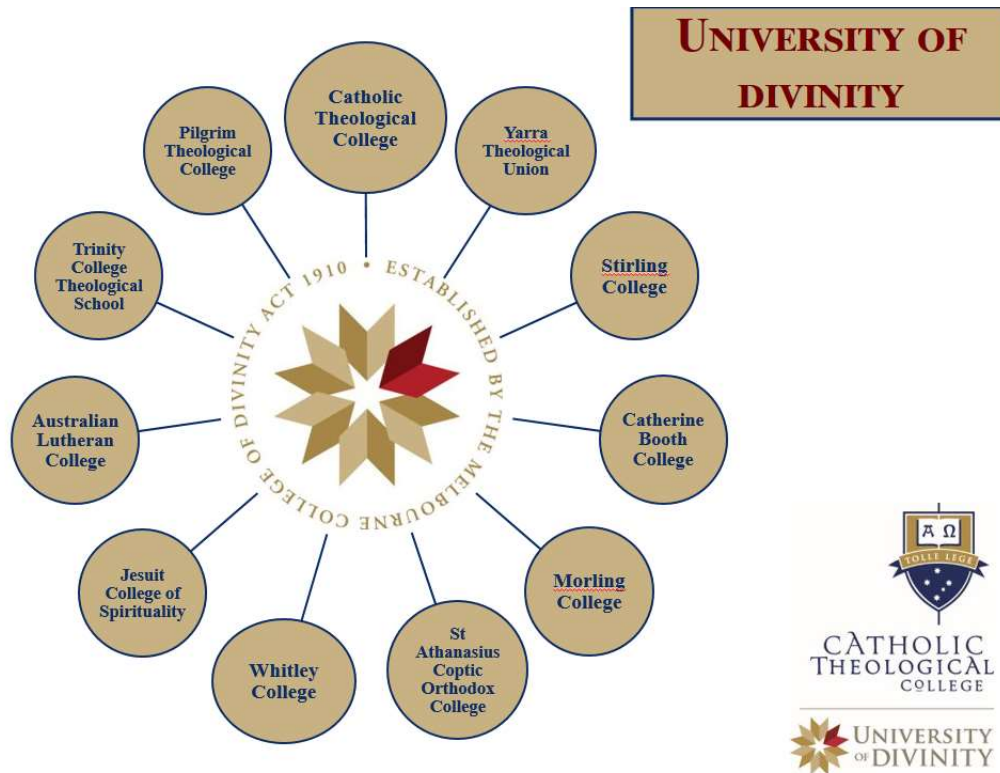 UNIVERSITY OF
DIVINITY
Catholic
Theological
College
Yarra
Theological
Union
Stirling
College
Catherine
Booth
College
Morling
College
St
Athanasius
Coptic
Orthodox
College
Whitley
College
Jesuit
College of
Spirituality
Australian
Lutheran
College
Trinity
College
Theological
School
Pilgrim
Theological
College
• ESTABLISHED BY THE MELBOURNE COLLEGE OF DIVINITY ACT 1910
Α Ω
TOLLE LEGE
CATHOLIC
THEOLOGICAL
COLLEGE
UNIVERSITY
OF DIVINITY